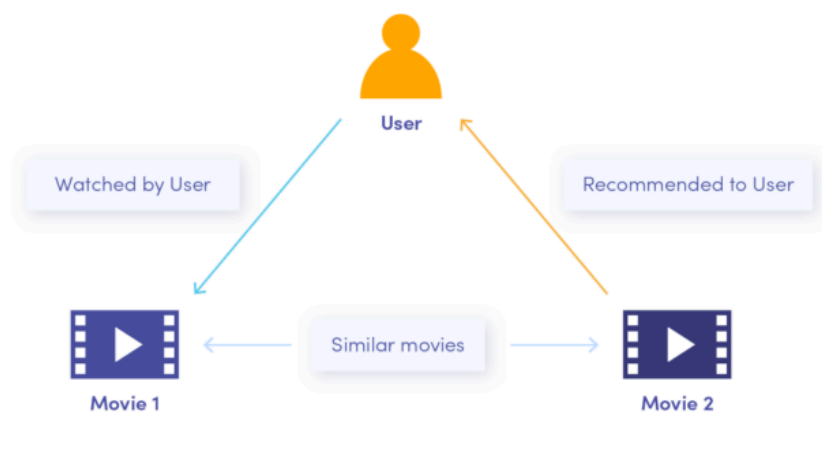 User
Watched by User
Recommended to User
Similar movies
Movie 1
Movie 2